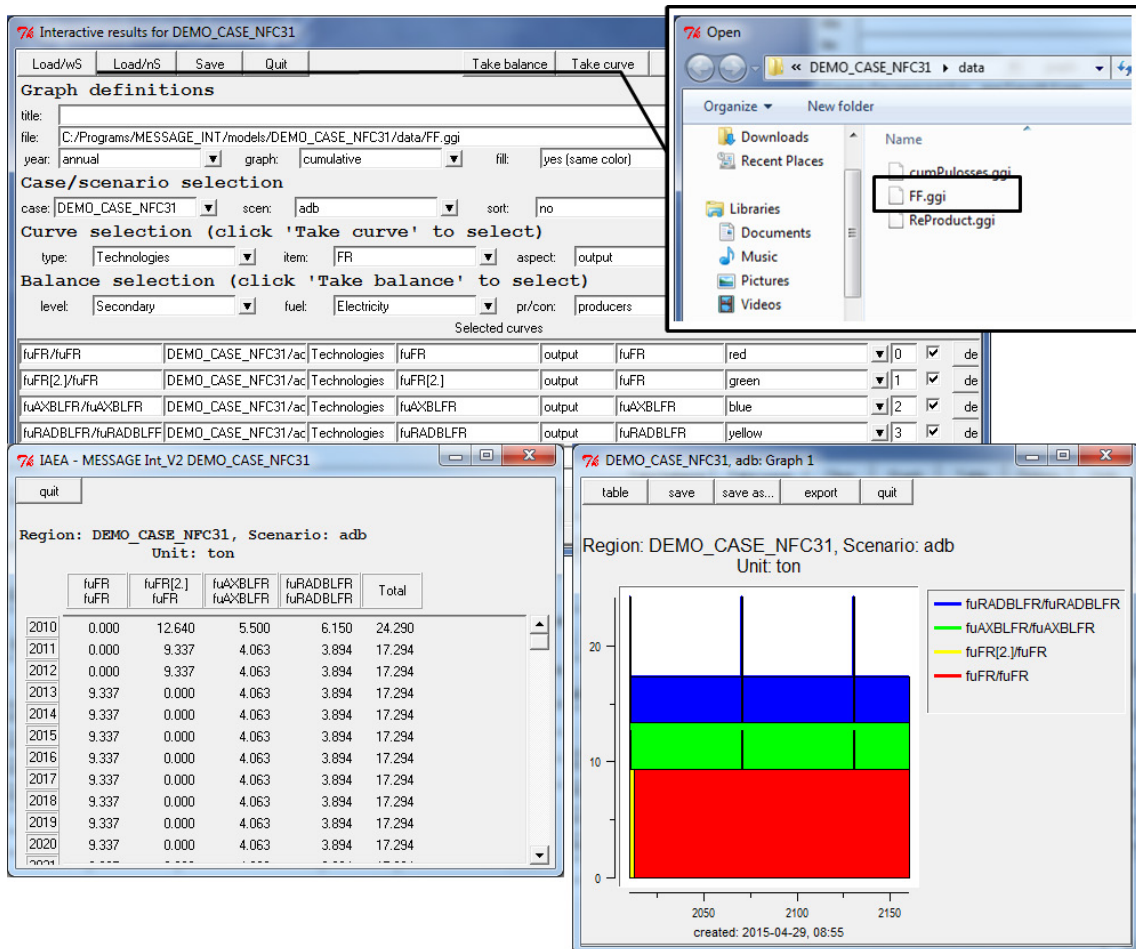 Interactive results for DEMO_CASE_NFC31
Load/wS Load/nS Save Quit Take balance Take curve
Graph definitions
title:
file: C:/Programs/MESSAGE_INT/models/DEMO_CASE_NFC31/data/FF.ggi
year: annual graph: cumulative fill: yes (same color)
Case/scenario selection
case: DEMO_CASE_NFC31 scen: adb sort: no
Curve selection (click 'Take curve' to select)
type: Technologies item: FR aspect: output
Balance selection (click 'Take balance' to select)
level: Secondary fuel: Electricity pr/con: producers
Selected curves
fuFR/fuFR DEMO_CASE_NFC31/ac Technologies fuFR output fuFR red 0 de
fuFR[2.]/fuFR DEMO_CASE_NFC31/ac Technologies fuFR[2.] output fuFR green 1 de
fuAXBLFR/fuAXBLFR DEMO_CASE_NFC31/ac Technologies fuAXBLFR output fuAXBLFR blue 2 de
fuRADBLFR/fuRADBLFF DEMO_CASE_NFC31/ac Technologies fuRADBLFR output fuRADBLFR yellow 3 de
Open
« DEMO_CASE_NFC31 data
Organize New folder
Downloads
Recent Places
Libraries
Documents
Music
Pictures
Videos
Name
cumPulosses.ggi
FF.ggi
ReProduct.ggi
IAEA - MESSAGE Int_V2 DEMO_CASE_NFC31
quit
Region: DEMO_CASE_NFC31, Scenario: adb
Unit: ton
fuFR fuFR[2.] fuAXBLFR fuRADBLFR Total
fuFR fuFR fuAXBLFR fuRADBLFR
2010 0.000 12.640 5.500 6.150 24.290
2011 0.000 9.337 4.063 3.894 17.294
2012 0.000 9.337 4.063 3.894 17.294
2013 9.337 0.000 4.063 3.894 17.294
2014 9.337 0.000 4.063 3.894 17.294
2015 9.337 0.000 4.063 3.894 17.294
2016 9.337 0.000 4.063 3.894 17.294
2017 9.337 0.000 4.063 3.894 17.294
2018 9.337 0.000 4.063 3.894 17.294
2019 9.337 0.000 4.063 3.894 17.294
2020 9.337 0.000 4.063 3.894 17.294
DEMO_CASE_NFC31, adb: Graph 1
table save save as... export quit
Region: DEMO_CASE_NFC31, Scenario: adb
Unit: ton
fuRADBLFR/fuRADBLFR
fuAXBLFR/fuAXBLFR
fuFR[2.]/fuFR
fuFR/fuFR
20
10
0
2050 2100 2150
created: 2015-04-29, 08:55